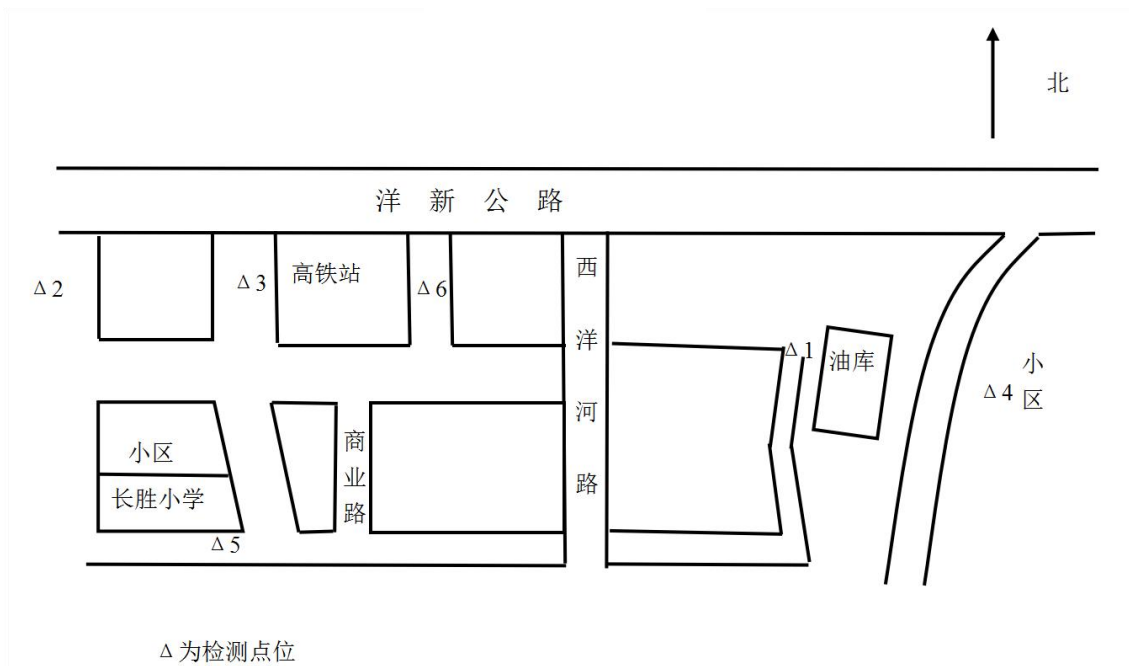 北
洋新公路
Δ2
Δ3
高铁站
Δ6
西洋河路
Δ1
油库
Δ4
小区
小区
长胜小学
商业路
Δ5
Δ为检测点位